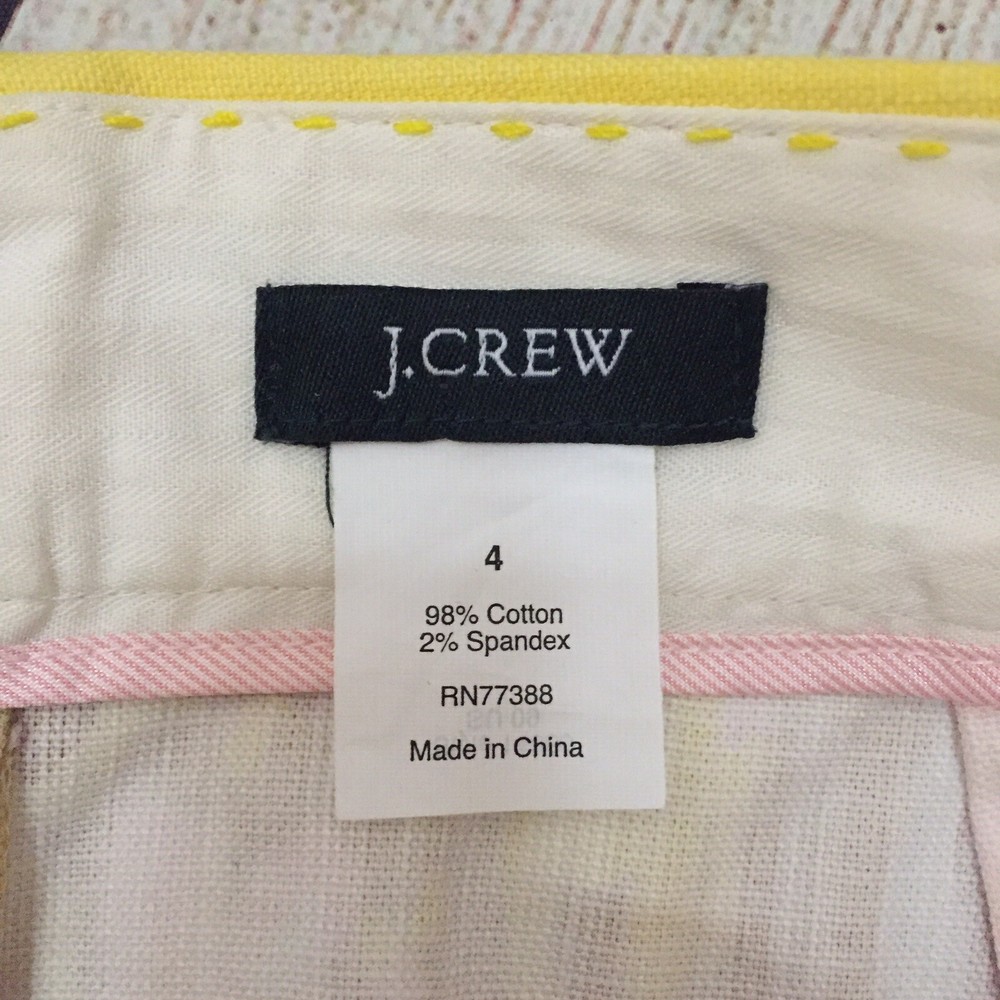 J.CREW
4
98% Cotton
2% Spandex
RN77388
Made in China